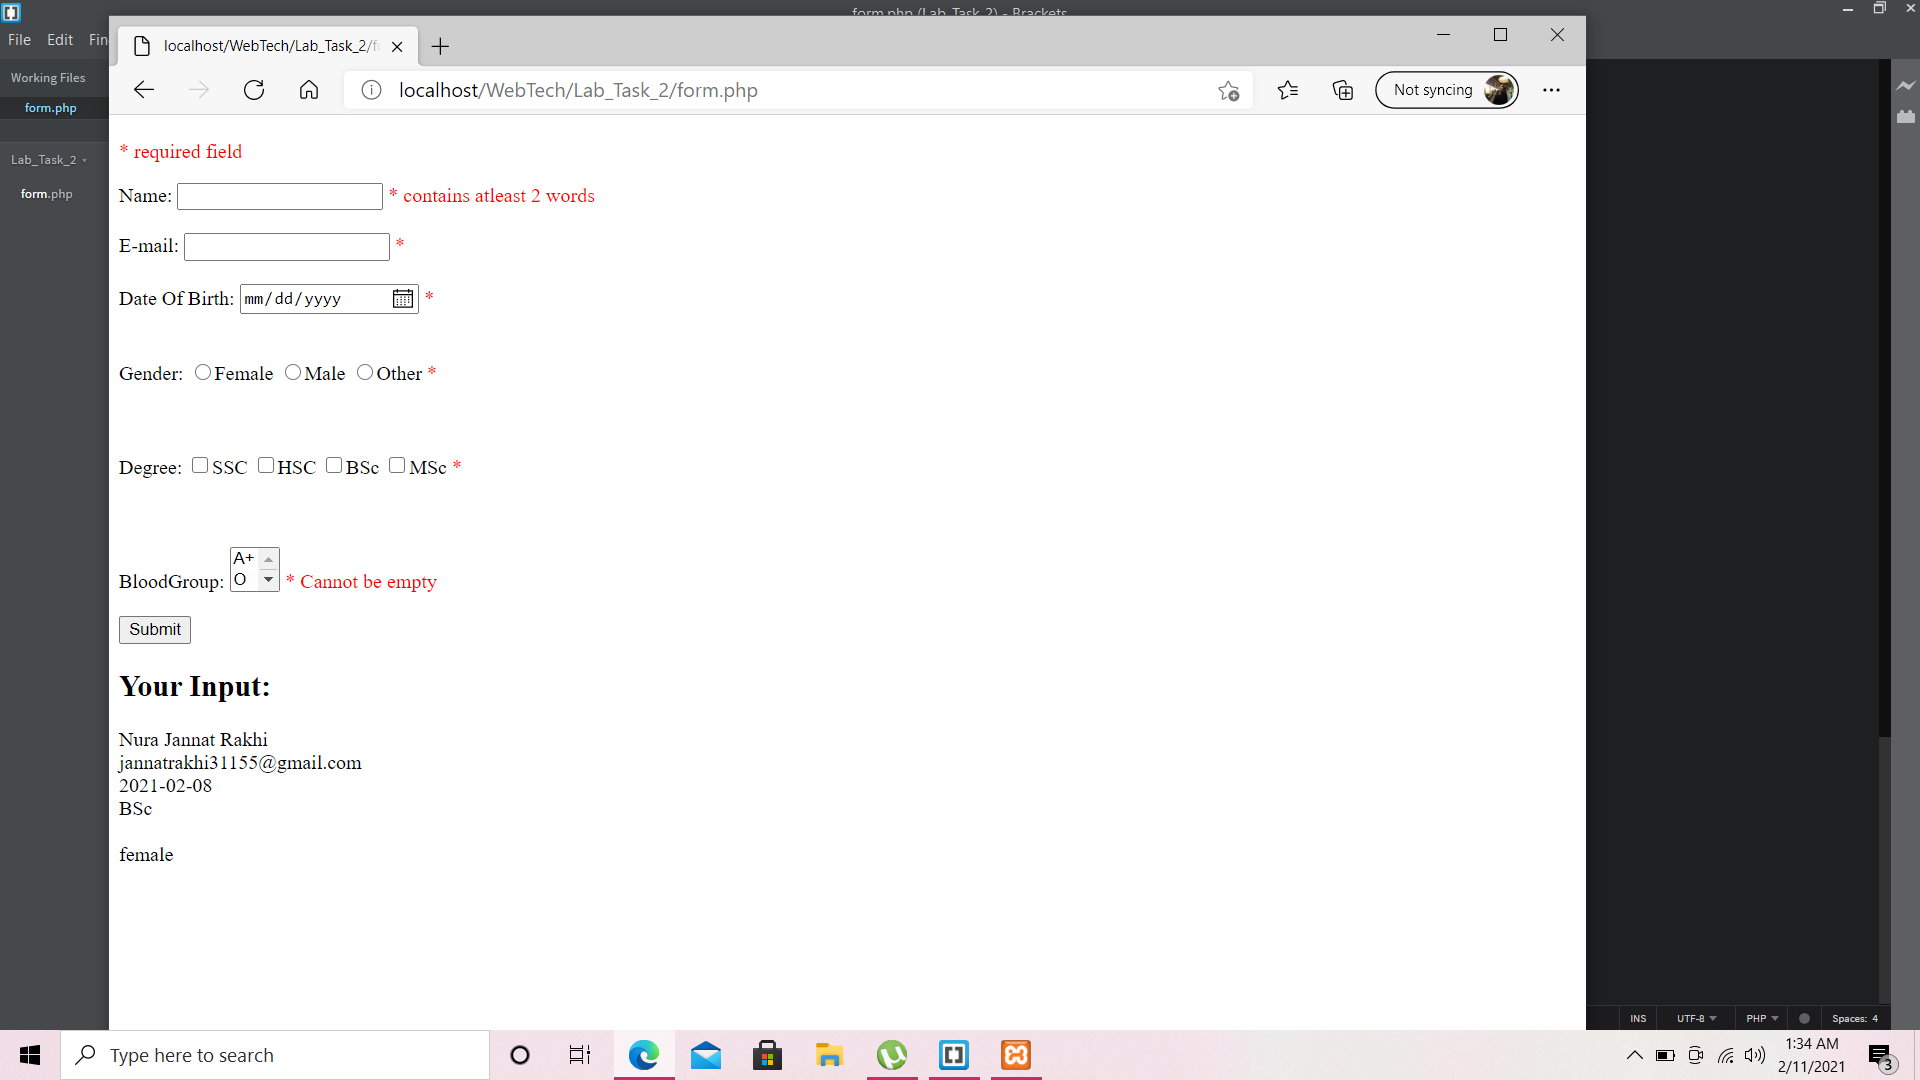 form.php (Lab_Task_2) - Brackets
File Edit Fin
localhost/WebTech/Lab_Task_2/f
Working Files
localhost/WebTech/Lab_Task_2/form.php
Not syncing
form.php
* required field
Lab_Task_2
form.php
Name: * contains atleast 2 words
E-mail: *
Date Of Birth: mm/dd/yyyy *
Gender: Female Male Other *
Degree: SSC HSC BSc MSc *
A+
O
BloodGroup: * Cannot be empty
Submit
Your Input:
Nura Jannat Rakhi
jannatrakhi31155@gmail.com
2021-02-08
BSc
female
INS UTF-8 PHP Spaces: 4
Type here to search
1:34 AM
2/11/2021
3